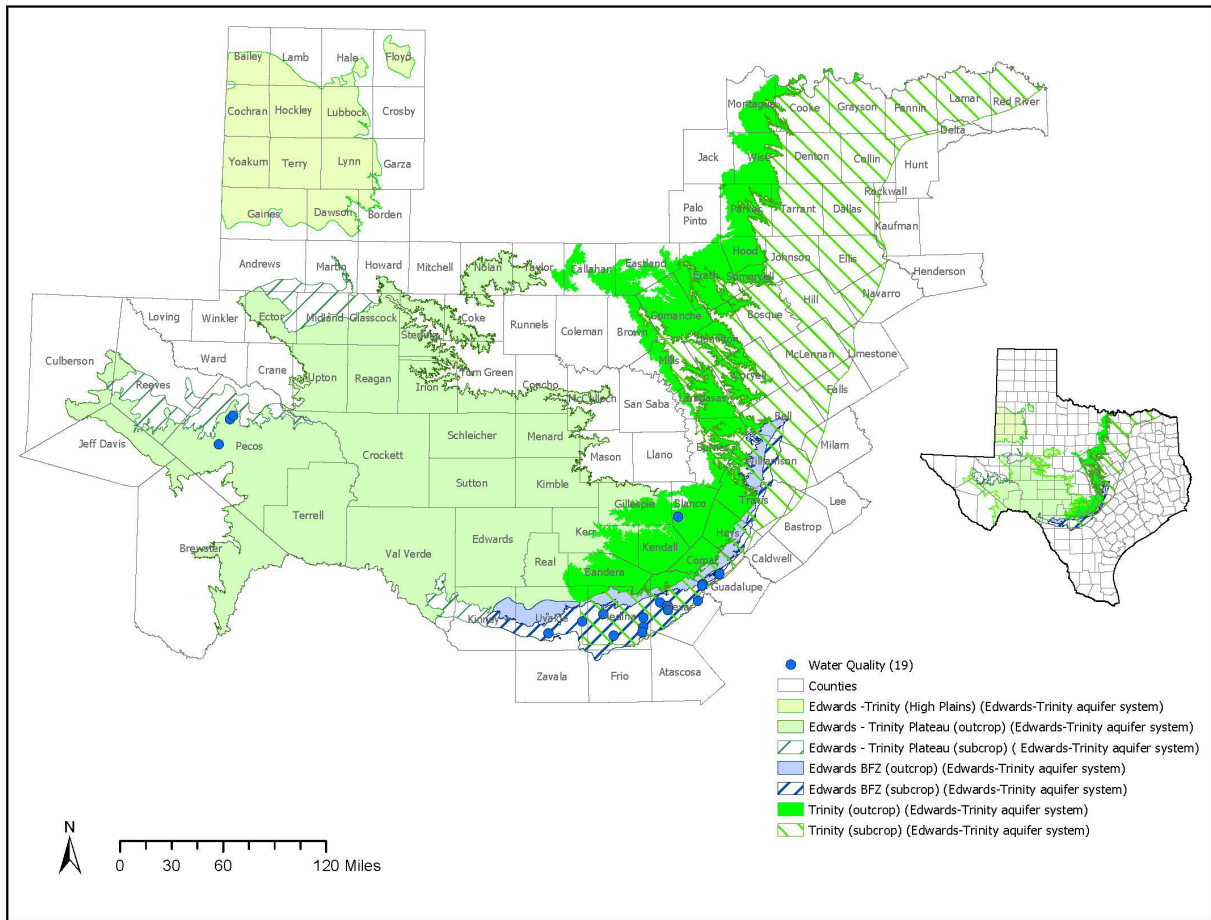 Bailey Lamb Hale Floyd
Cochran Hockley Lubbock Crosby
Yoakum Terry Lynn Garza
Gaines Dawson Borden
Montague Cooke Grayson Fannin Lamar Red River
Delta
Jack Wise Denton Collin Hunt
Rockwall
Palo
Pinto
Parker Tarrant Dallas
Kaufman
Andrews Martin Howard Mitchell Nolan Taylor Callahan Eastland
Hood
Erath Somervell
Johnson Ellis Henderson
Loving Winkler Ector Midland Glasscock
Sterling
Coke
Runnels Coleman Brown
Comanche
Bosque Hill Navarro
Culberson Reeves
Ward
Crane
Upton Reagan Irion
Tom Green
Concho
McCulloch
San Saba
Mills
Hamilton
Coryell
Lampasas
McLennan Limestone
Falls
Bell
Jeff Davis Pecos
Crockett
Schleicher Menard
Mason Llano
Burnet
Williamson
Milam
Sutton Kimble
Gillespie Blanco
Travis
Lee
Bastrop
Terrell
Brewster
Val Verde Edwards
Real
Kerr
Kendall
Hays
Caldwell
Bandera
Comal
Guadalupe
Kinney Uvalde Medina Bexar
Zavala Frio Atascosa
Water Quality (19)
Counties
Edwards -Trinity (High Plains) (Edwards-Trinity aquifer system)
Edwards - Trinity Plateau (outcrop) (Edwards-Trinity aquifer system)
Edwards - Trinity Plateau (subcrop) ( Edwards-Trinity aquifer system)
Edwards BFZ (outcrop) (Edwards-Trinity aquifer system)
Edwards BFZ (subcrop) (Edwards-Trinity aquifer system)
Trinity (outcrop) (Edwards-Trinity aquifer system)
Trinity (subcrop) (Edwards-Trinity aquifer system)
N
0 30 60 120 Miles